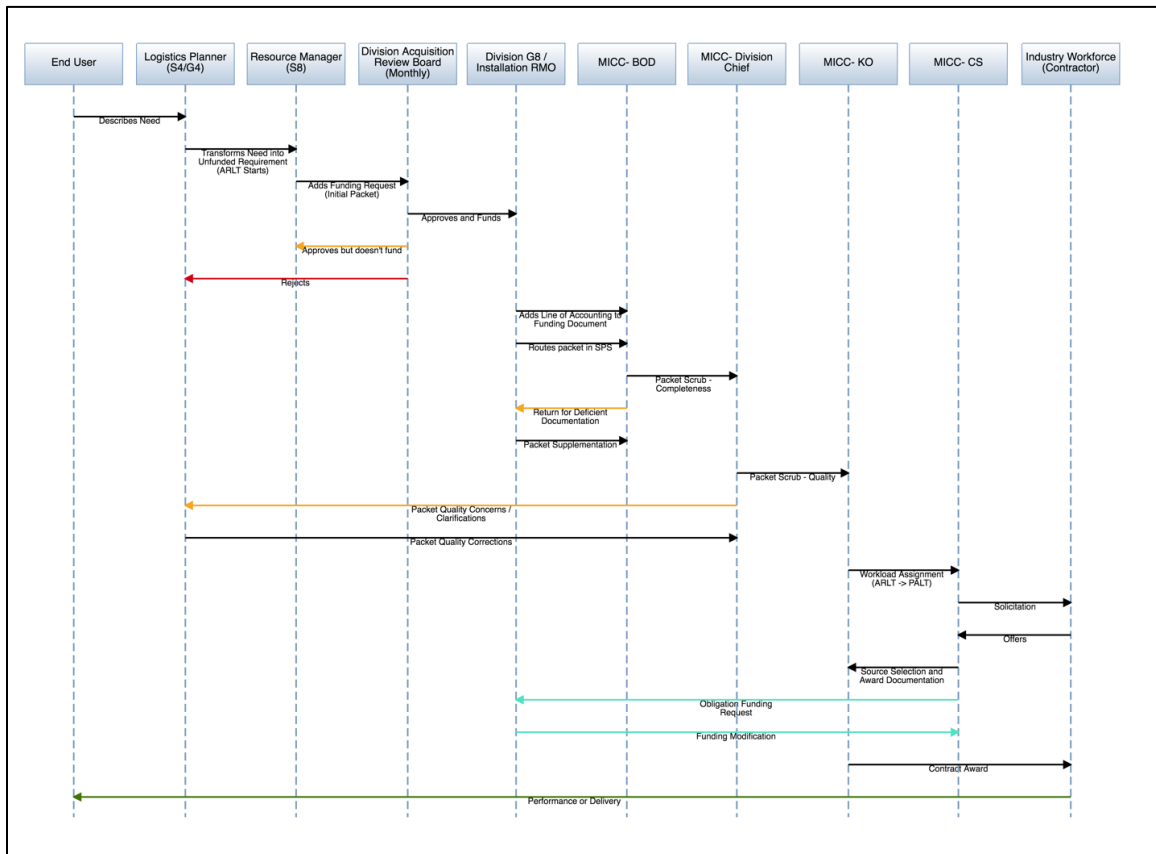 End User
Logistics Planner
(S4/G4)
Resource Manager
(S8)
Division Acquisition
Review Board
(Monthly)
Division G8 /
Installation RMO
MICC- BOD
MICC- Division
Chief
MICC- KO
MICC- CS
Industry Workforce
(Contractor)
Describes Need
Transforms Need into
Unfunded Requirement
(ARLT Starts)
Adds Funding Request
(Initial Packet)
Approves and Funds
Approves but doesn't fund
Rejects
Adds Line of Accounting to
Funding Document
Routes packet in SPS
Packet Scrub -
Completeness
Return for Deficient
Documentation
Packet Supplementation
Packet Scrub - Quality
Packet Quality Concerns /
Clarifications
Packet Quality Corrections
Workload Assignment
(ARLT -> PALT)
Solicitation
Offers
Source Selection and
Award Documentation
Obligation Funding
Request
Funding Modification
Contract Award
Performance or Delivery